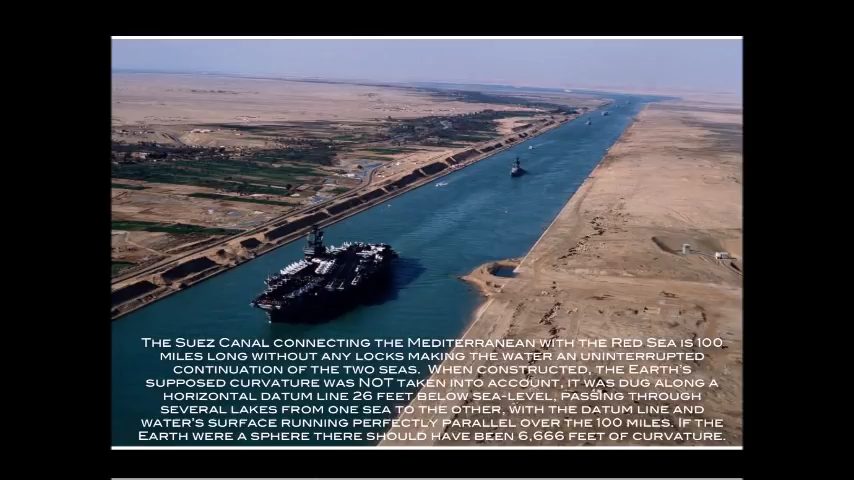 The Suez Canal connecting the Mediterranean with the Red Sea is 100
miles long without any locks making the water an uninterrupted
continuation of the two seas. When constructed, the Earth's
supposed curvature was NOT taken into account, it was dug along a
horizontal datum line 26 feet below sea-level, passing through
several lakes from one sea to the other, with the datum line and
water's surface running perfectly parallel over the 100 miles. If the
Earth were a sphere there should have been 6,666 feet of curvature.